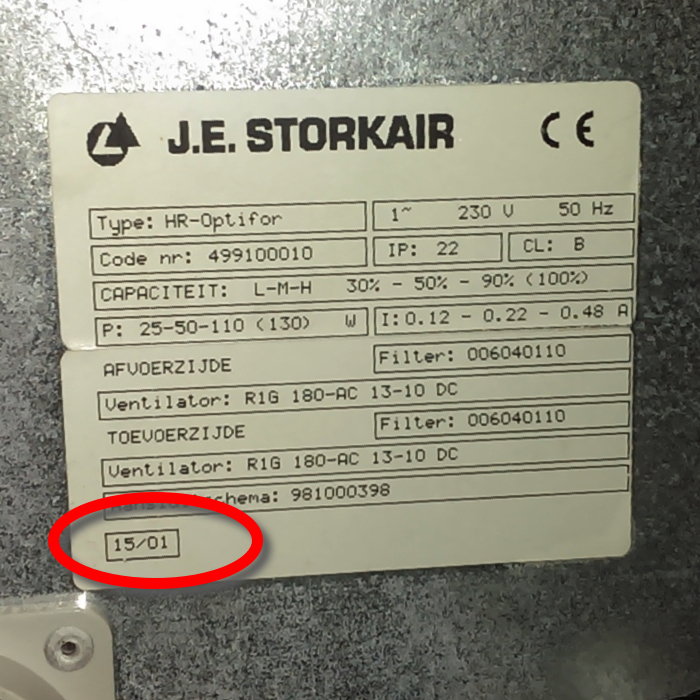 J.E. STORKAIR CE
Type: HR-Optifor 1~ 230 V 50 Hz
Code nr: 499100010 IP: 22 CL: B
CAPACITEIT: L-M-H 30% - 50% - 90% (100%)
P: 25-50-110 (130) W I:0.12 - 0.22 - 0.48 A
AFVOERZIJDE Filter: 006040110
Ventilator: R1G 180-AC 13-10 DC
TOEVOERZIJDE Filter: 006040110
Ventilator: R1G 180-AC 13-10 DC
981000398
15/01